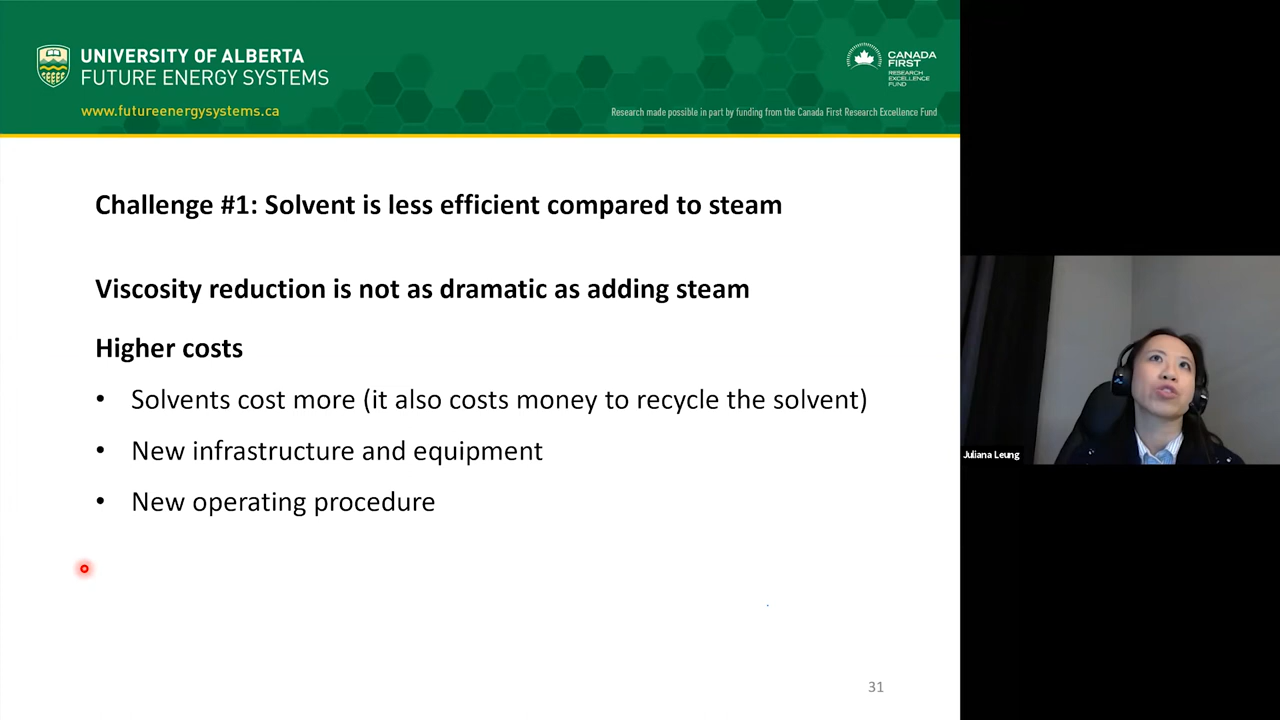 UNIVERSITY OF ALBERTA
FUTURE ENERGY SYSTEMS
www.futureenergysystems.ca
CANADA
FIRST
RESEARCH
EXCELLENCE
FUND
Research made possible in part by funding from the Canada First Research Excellence Fund
Challenge #1: Solvent is less efficient compared to steam
Viscosity reduction is not as dramatic as adding steam
Higher costs
• Solvents cost more (it also costs money to recycle the solvent)
• New infrastructure and equipment
• New operating procedure
31
Juliana Leung